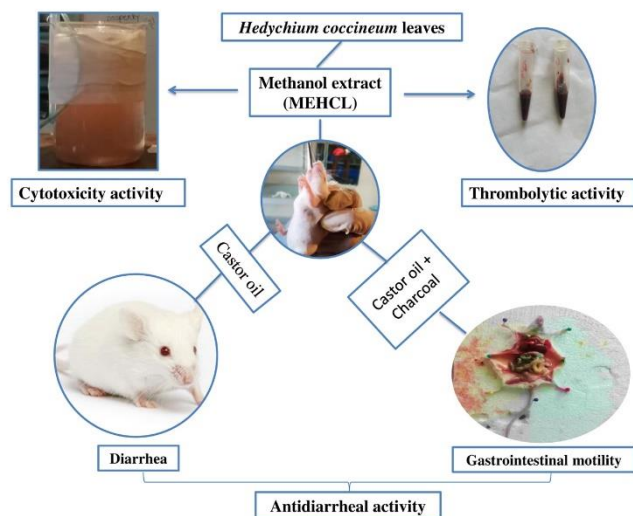 Hedychium coccineum leaves
Methanol extract
(MEHCL)
Cytotoxicity activity
Thrombolytic activity
Castor oil
Castor oil +
Charcoal
Diarrhea
Gastrointestinal motility
Antidiarrheal activity